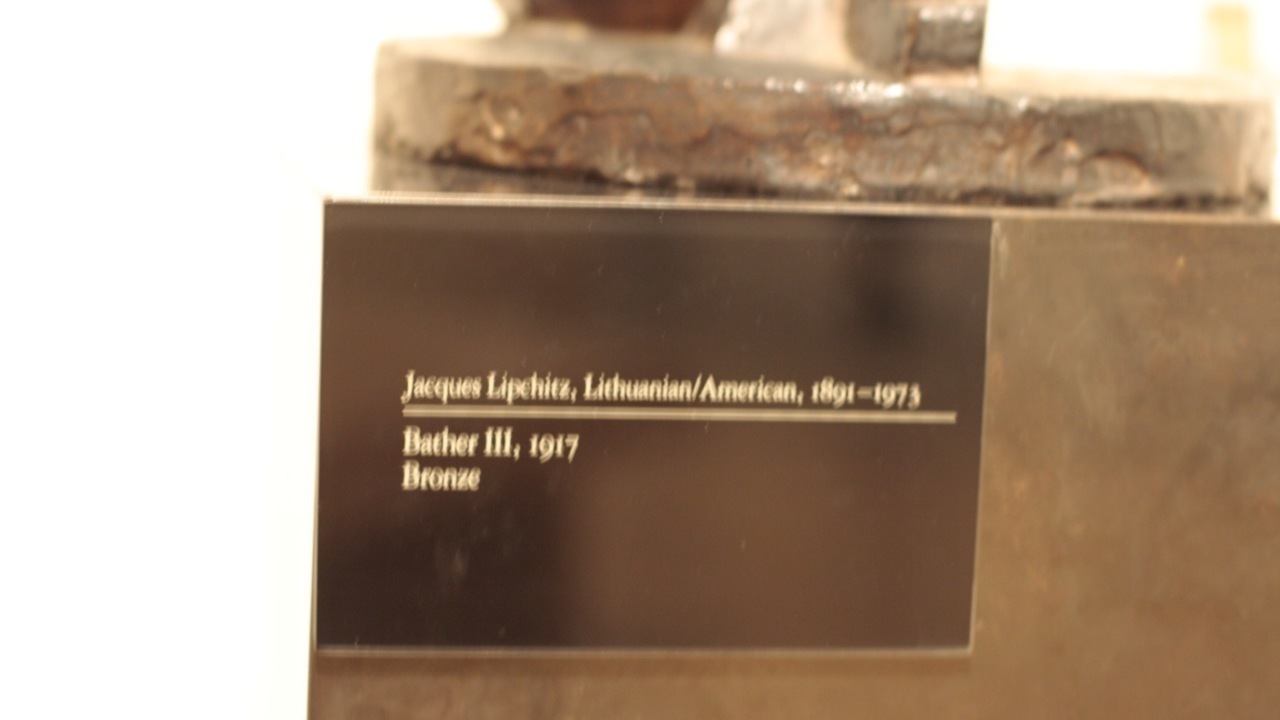 Jacques Lipchitz, Lithuanian/American, 1891–1973
Bather III, 1917
Bronze